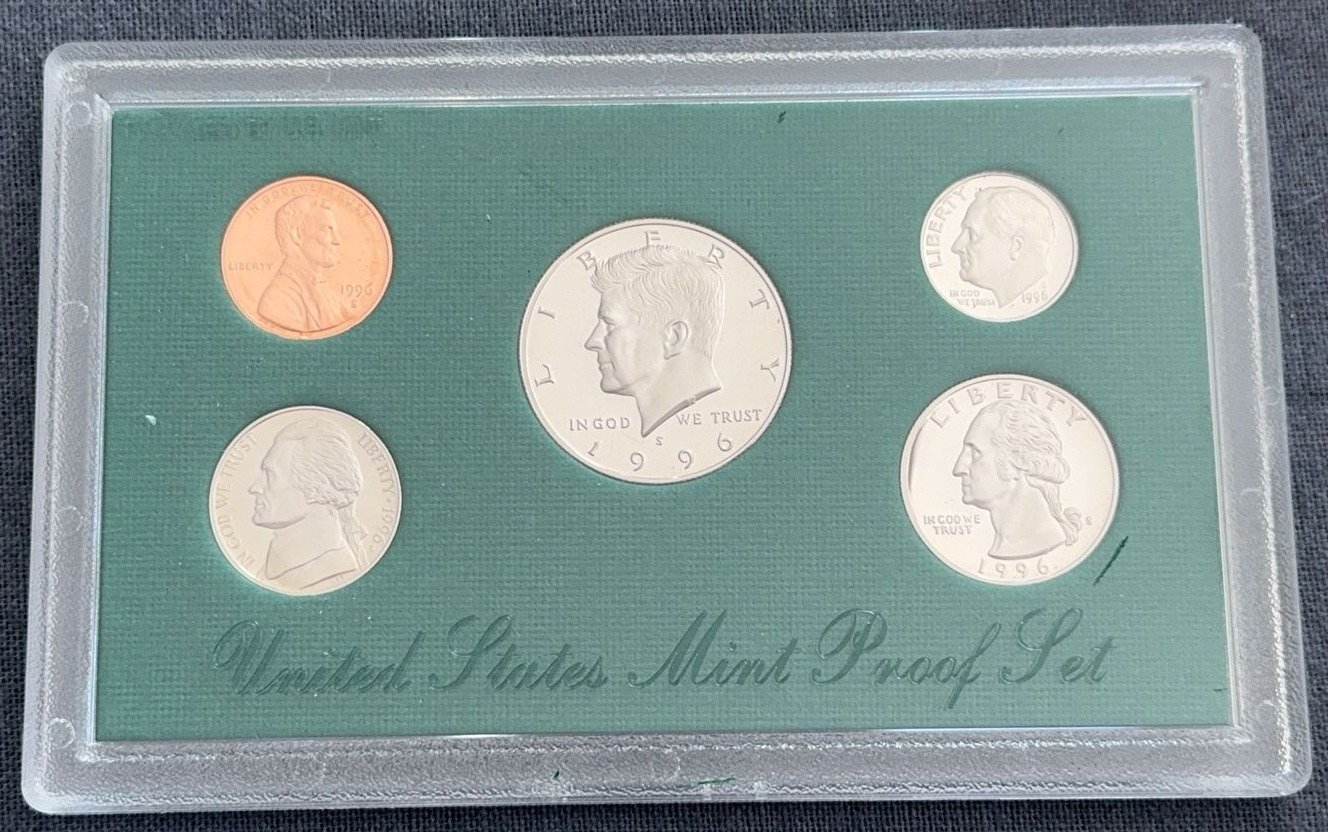 IN GOD WE TRUST
LIBERTY
1996
S
LIBERTY
IN GOD WE TRUST
S
1996
LIBERTY
IN GOD
WE TRUST
1996
IN GOD WE TRUST
LIBERTY · 1996
LIBERTY
IN GOD WE
TRUST
S
1996
United States Mint Proof Set